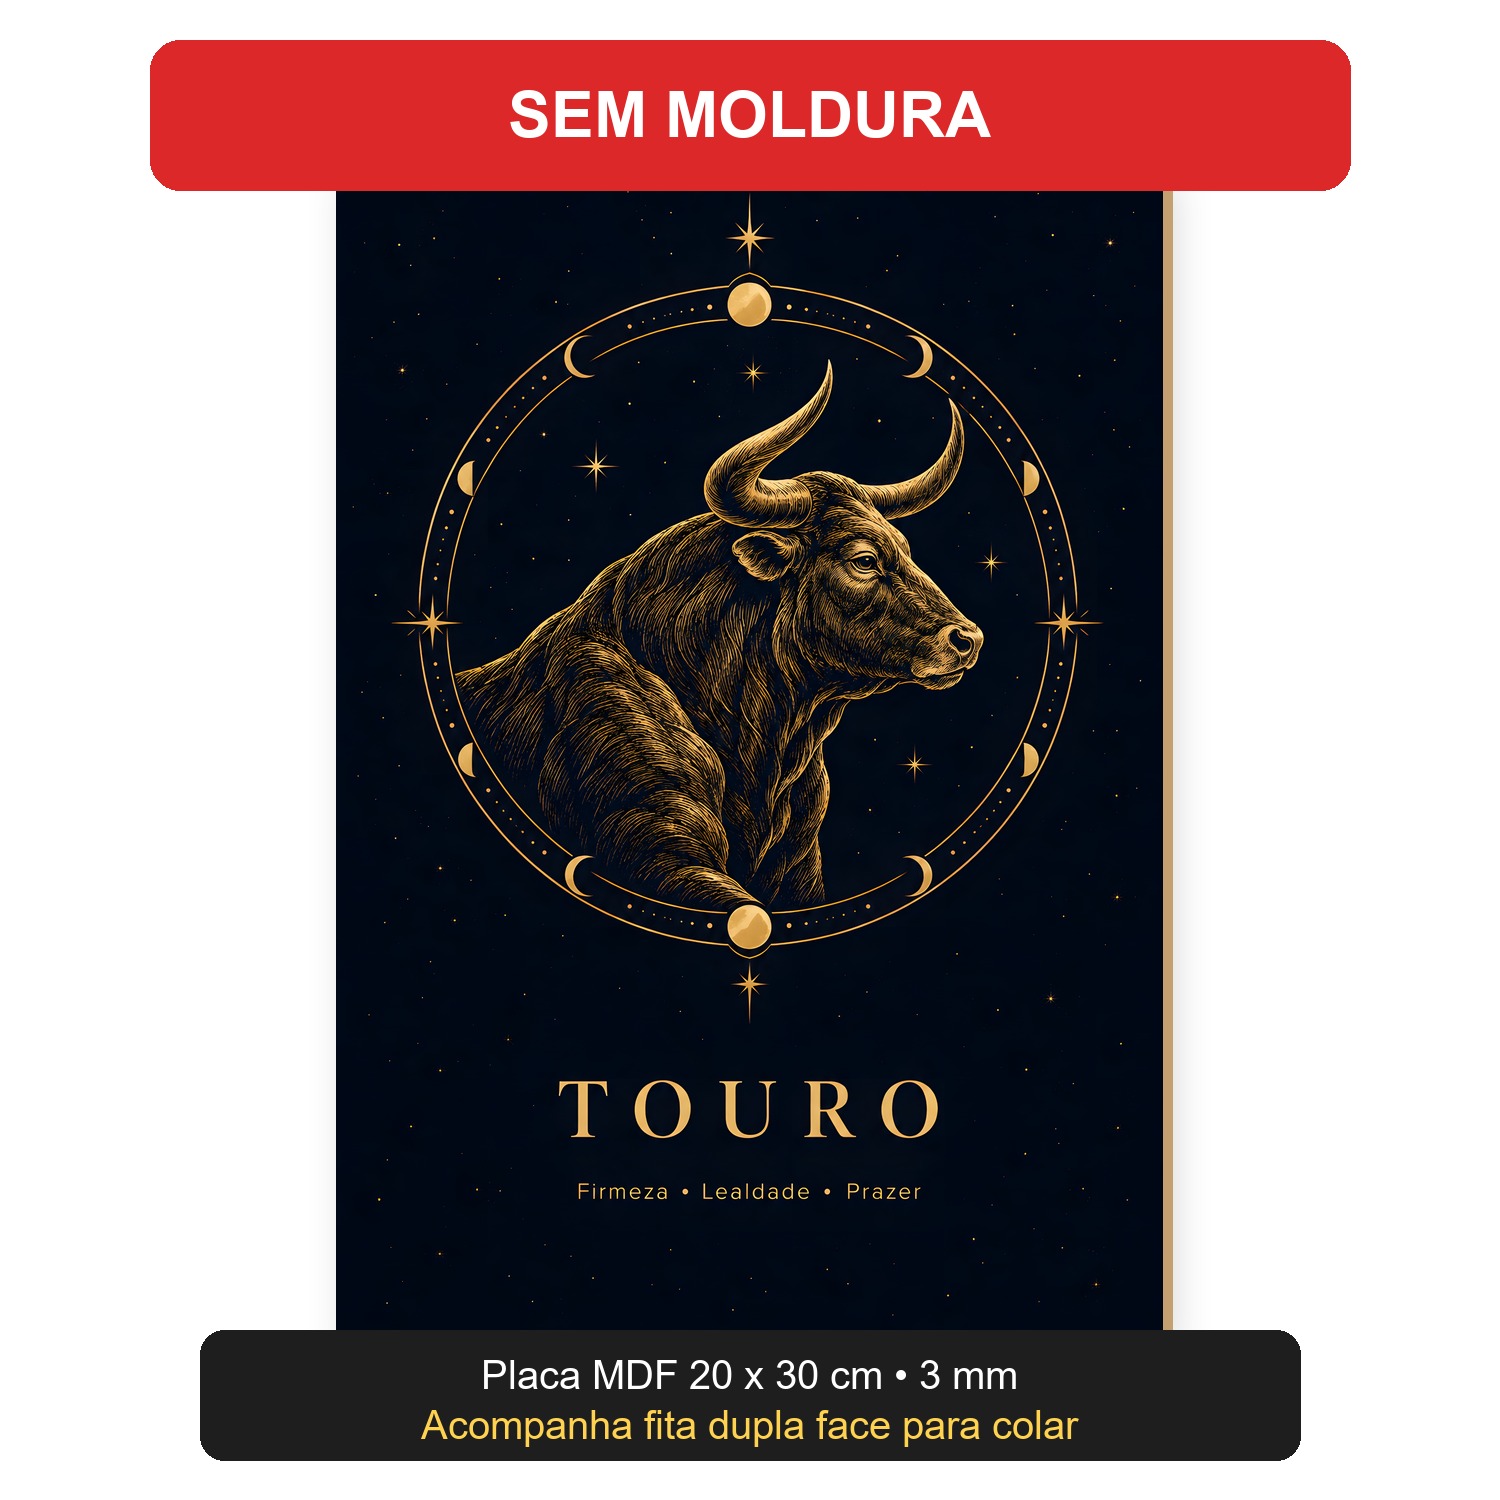 SEM MOLDURA
TOURO
Firmeza • Lealdade • Prazer
Placa MDF 20 x 30 cm • 3 mm
Acompanha fita dupla face para colar